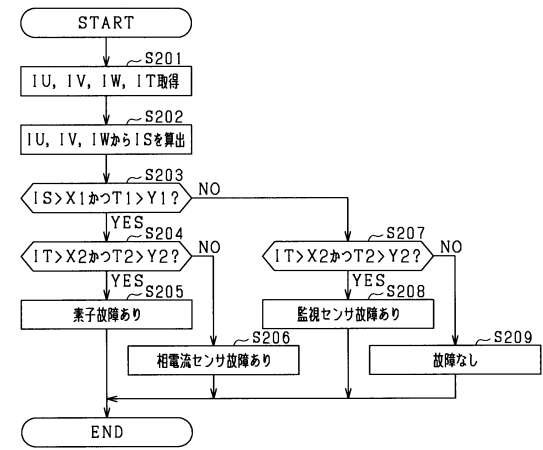 START
S201
IU, IV, IW, IT取得
S202
IU, IV, IWからISを算出
S203
IS>X1かつT1>Y1?
NO
YES
S204
IT>X2かつT2>Y2?
NO
S207
IT>X2かつT2>Y2?
NO
YES
S205
素子故障あり
YES
S208
監視センサ故障あり
S206
相電流センサ故障あり
S209
故障なし
END